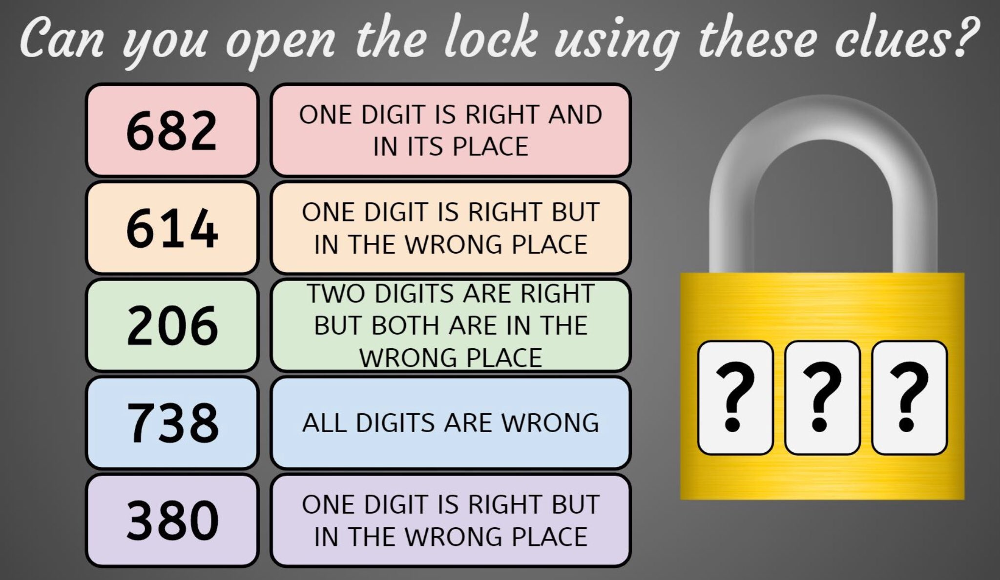 Can you open the lock using these clues?
682
ONE DIGIT IS RIGHT AND
IN ITS PLACE
614
ONE DIGIT IS RIGHT BUT
IN THE WRONG PLACE
206
TWO DIGITS ARE RIGHT
BUT BOTH ARE IN THE
WRONG PLACE
738
ALL DIGITS ARE WRONG
380
ONE DIGIT IS RIGHT BUT
IN THE WRONG PLACE
? ? ?